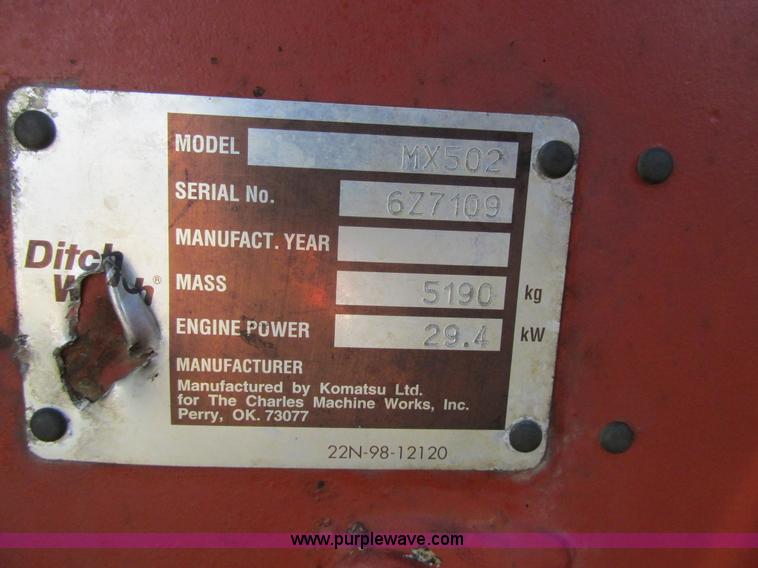 Ditch
MODEL MX502
SERIAL No. 6Z7109
MANUFACT. YEAR
MASS 5190 kg
ENGINE POWER 29.4 kW
MANUFACTURER
Manufactured by Komatsu Ltd.
for The Charles Machine Works, Inc.
Perry, OK. 73077
22N-98-12120
www.purplewave.com